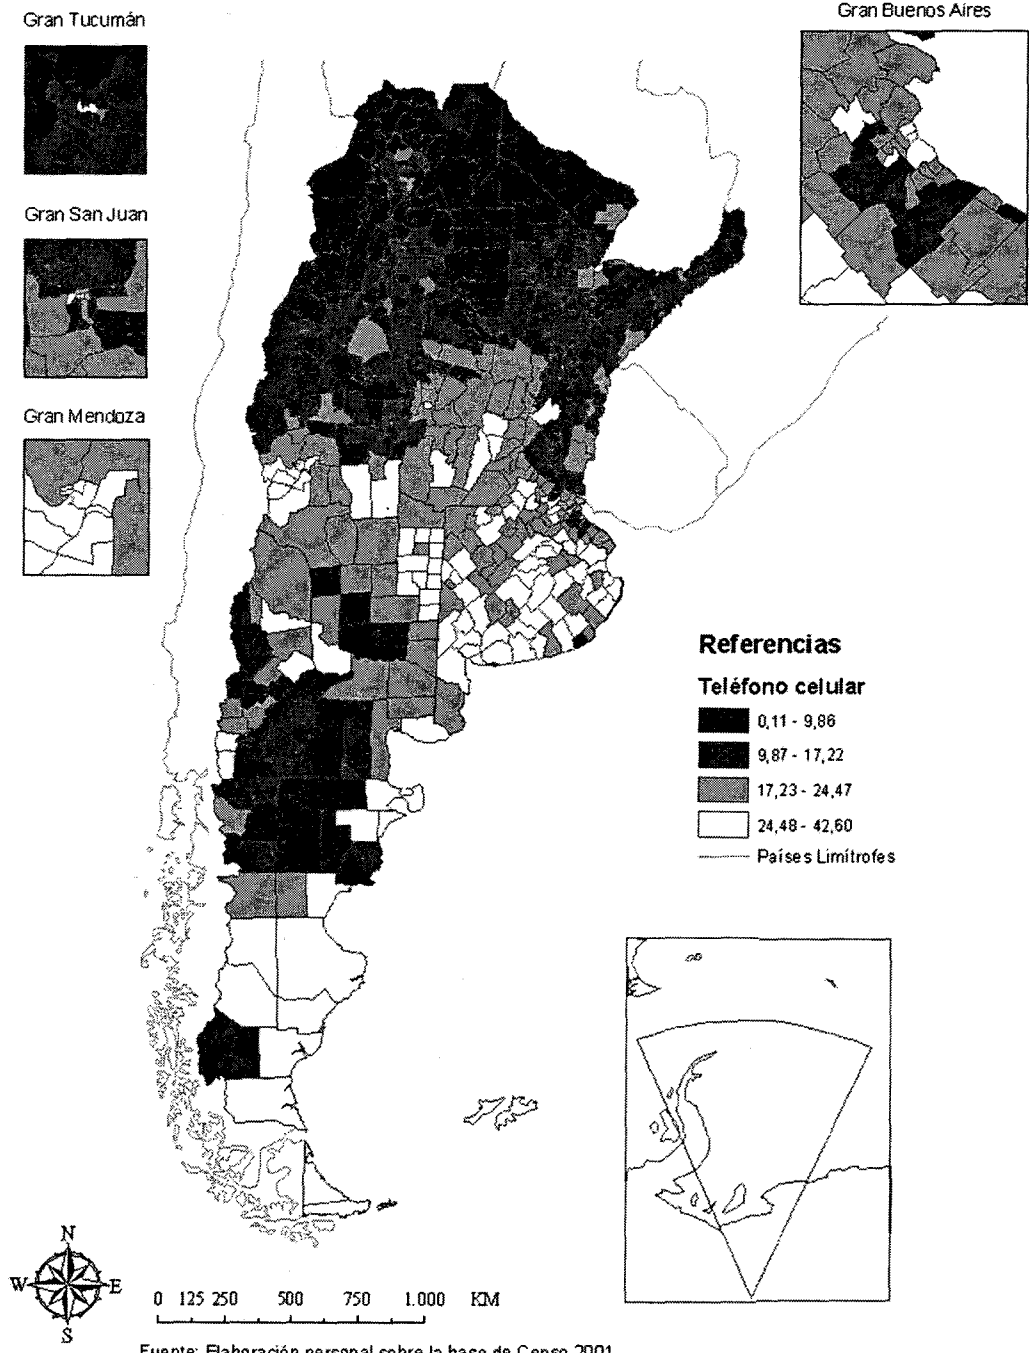 Gran Tucumán
Gran Buenos Aires
Gran San Juan
Gran Mendoza
Referencias
Teléfono celular
0,11 - 9,86
9,87 - 17,22
17,23 - 24,47
24,48 - 42,60
Países Limítrofes
N
W E
S
0 125 250 500 750 1.000 KM
Fuente: Elaboración personal sobre la base de Censo 2001